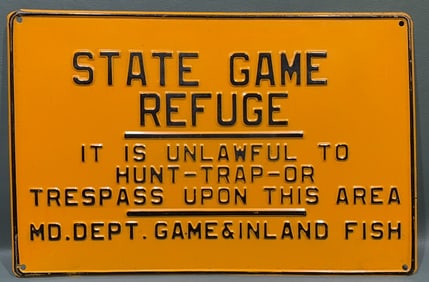 STATE GAME
REFUGE
IT IS UNLAWFUL TO
HUNT-TRAP-OR
TRESPASS UPON THIS AREA
MD.DEPT. GAME&INLAND FISH